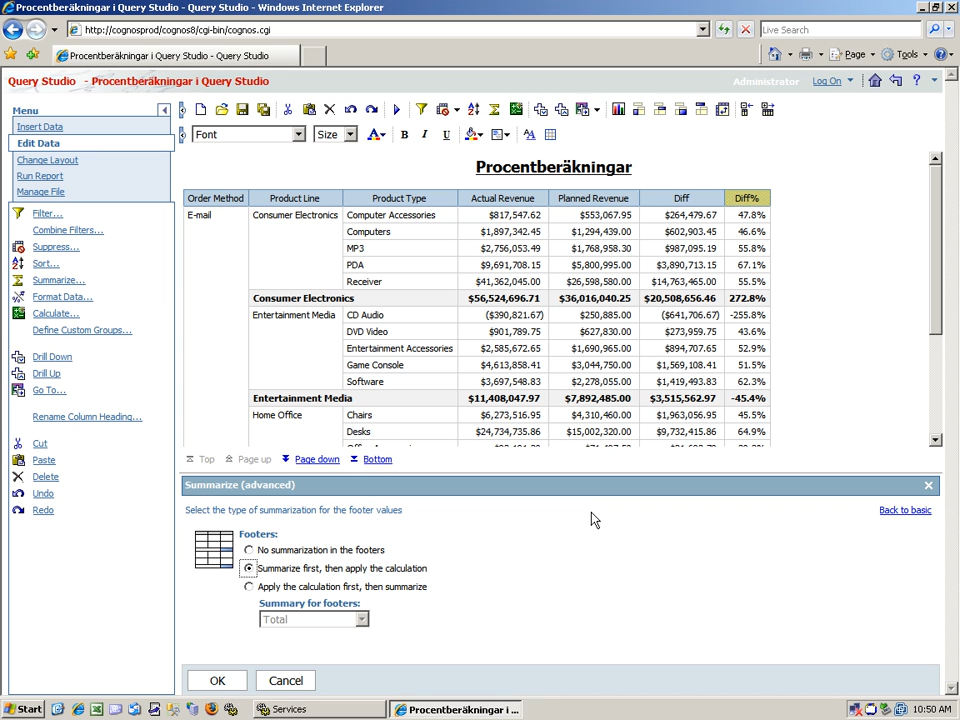 Procentberäkningar i Query Studio - Query Studio - Windows Internet Explorer
http://cognosprod/cognos8/cgi-bin/cognos.cgi
Live Search
Procentberäkningar i Query Studio - Query Studio
Page
Tools
Query Studio - Procentberäkningar i Query Studio
Administrator
Log On
Menu
Insert Data
Edit Data
Change Layout
Run Report
Manage File
Filter...
Combine Filters...
Suppress...
Sort...
Summarize...
Format Data...
Calculate...
Define Custom Groups...
Drill Down
Drill Up
Go To...
Rename Column Heading...
Cut
Paste
Delete
Undo
Redo
Font
Size
A B I U
Procentberäkningar
Order Method Product Line Product Type Actual Revenue Planned Revenue Diff Diff%
E-mail Consumer Electronics Computer Accessories $817,547.62 $553,067.95 $264,479.67 47.8%
Computers $1,897,342.45 $1,294,439.00 $602,903.45 46.6%
MP3 $2,756,053.49 $1,768,958.30 $987,095.19 55.8%
PDA $9,691,708.15 $5,800,995.00 $3,890,713.15 67.1%
Receiver $41,362,045.00 $26,598,580.00 $14,763,465.00 55.5%
Consumer Electronics $56,524,696.71 $36,016,040.25 $20,508,656.46 272.8%
Entertainment Media CD Audio ($390,821.67) $250,885.00 ($641,706.67) -255.8%
DVD Video $901,789.75 $627,830.00 $273,959.75 43.6%
Entertainment Accessories $2,585,672.65 $1,690,965.00 $894,707.65 52.9%
Game Console $4,613,858.41 $3,044,750.00 $1,569,108.41 51.5%
Software $3,697,548.83 $2,278,055.00 $1,419,493.83 62.3%
Entertainment Media $11,408,047.97 $7,892,485.00 $3,515,562.97 -45.4%
Home Office Chairs $6,273,516.95 $4,310,460.00 $1,963,056.95 45.5%
Desks $24,734,735.86 $15,002,320.00 $9,732,415.86 64.9%
Top Page up Page down Bottom
Summarize (advanced)
Select the type of summarization for the footer values
Back to basic
Footers:
No summarization in the footers
Summarize first, then apply the calculation
Apply the calculation first, then summarize
Summary for footers:
Total
OK Cancel
Start
Services
Procentberäkningar i ...
10:50 AM